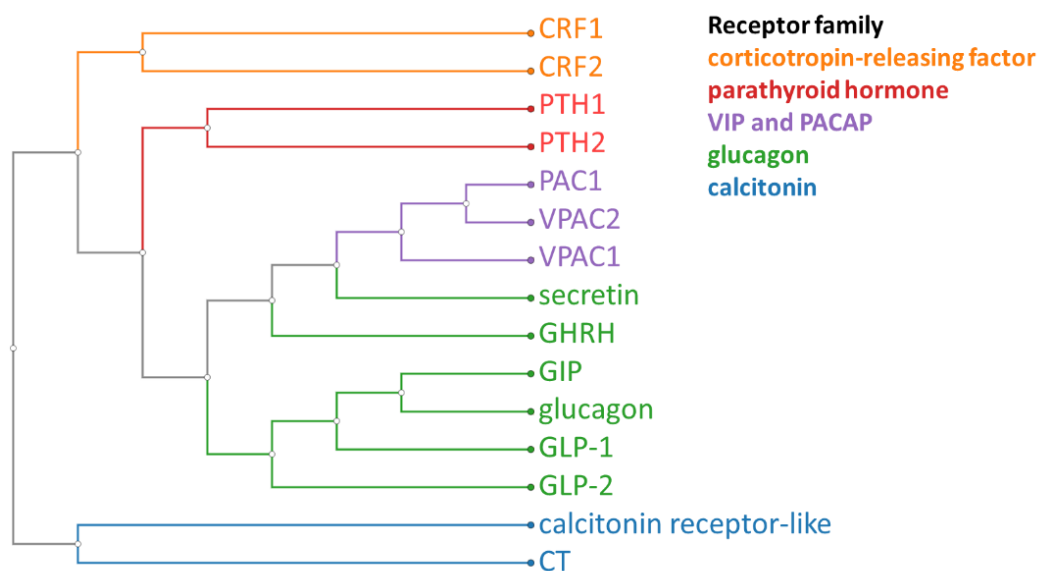 CRF1
CRF2
PTH1
PTH2
PAC1
VPAC2
VPAC1
secretin
GHRH
GIP
glucagon
GLP-1
GLP-2
calcitonin receptor-like
CT
Receptor family
corticotropin-releasing factor
parathyroid hormone
VIP and PACAP
glucagon
calcitonin